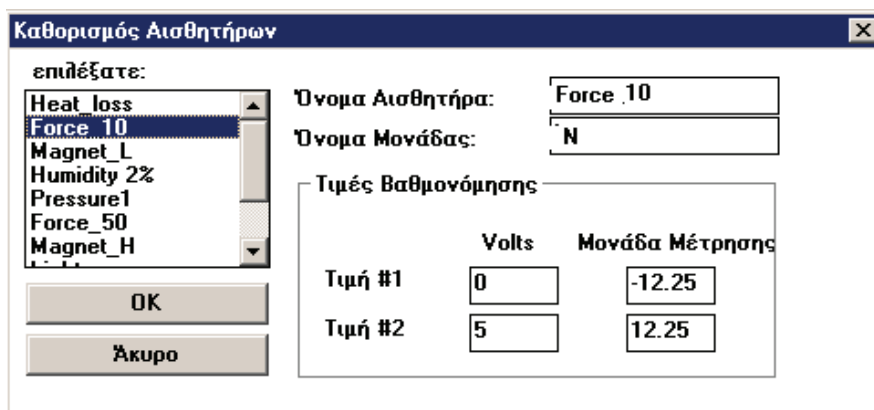 Καθορισμός Αισθητήρων
επιλέξατε:
Heat_loss
Force_10
Magnet_L
Humidity 2%
Pressure1
Force_50
Magnet_H
OK
Άκυρο
Όνομα Αισθητήρα: Force_10
Όνομα Μονάδας: N
Τιμές Βαθμονόμησης
Volts Μονάδα Μέτρησης
Τιμή #1 0 -12.25
Τιμή #2 5 12.25